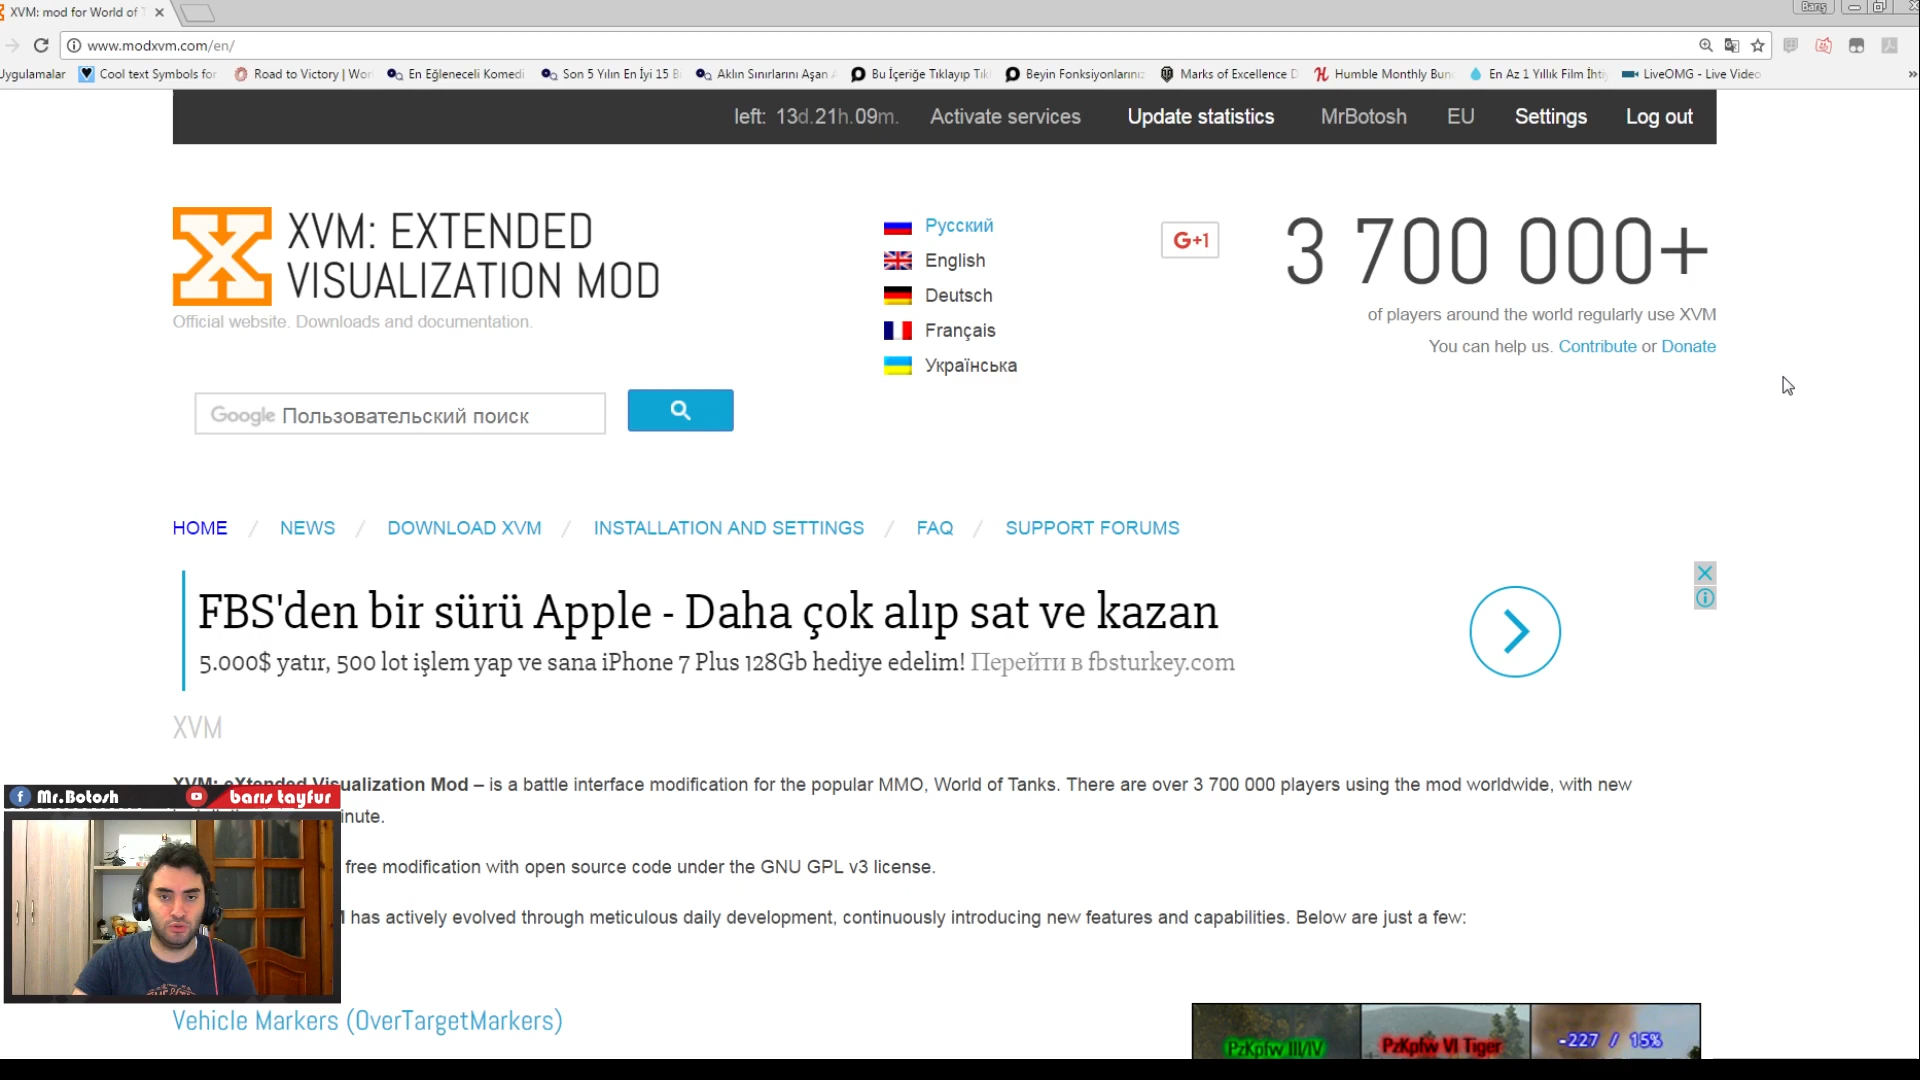 XVM: mod for World of
Barış
www.modxvm.com/en/
Uygulamalar
Cool text Symbols for
Road to Victory | Wor
En Eğleneceli Komedi
Son 5 Yılın En İyi 15 B
Aklın Sınırlarını Aşan
Bu İçeriğe Tıklayıp Tık
Beyin Fonksiyonlarını
Marks of Excellence
Humble Monthly Bun
En Az 1 Yıllık Film İhti
LiveOMG - Live Video
»
left: 13d.21h.09m. Activate services Update statistics MrBotosh EU Settings Log out
XVM: EXTENDED
VISUALIZATION MOD
Official website. Downloads and documentation.
Русский
English
Deutsch
Français
Українська
G+1
3 700 000+
of players around the world regularly use XVM
You can help us. Contribute or Donate
Google Пользовательский поиск
HOME / NEWS / DOWNLOAD XVM / INSTALLATION AND SETTINGS / FAQ / SUPPORT FORUMS
FBS'den bir sürü Apple - Daha çok alıp sat ve kazan
5.000$ yatır, 500 lot işlem yap ve sana iPhone 7 Plus 128Gb hediye edelim! Перейти в fbsturkey.com
XVM
XVM: eXtended Visualization Mod – is a battle interface modification for the popular MMO, World of Tanks. There are over 3 700 000 players using the mod worldwide, with new
inute.
free modification with open source code under the GNU GPL v3 license.
has actively evolved through meticulous daily development, continuously introducing new features and capabilities. Below are just a few:
Mr.Botosh
barıs tayfur
Vehicle Markers (OverTargetMarkers)
PzKpfw III/IV
PzKpfw VI Tiger
-227 / 15%